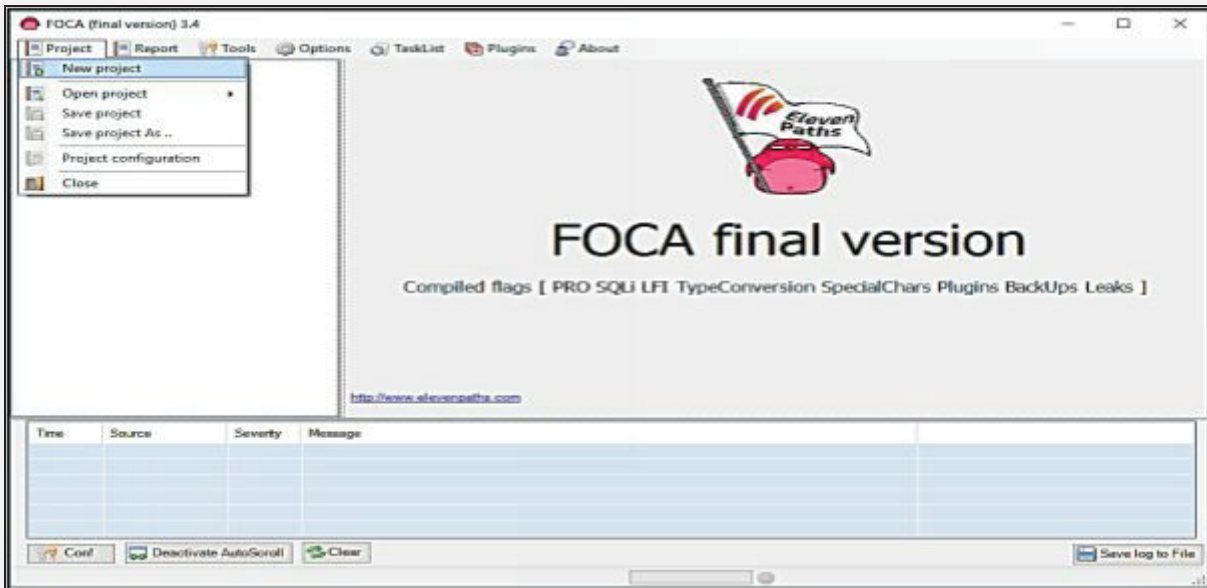 FOCA (final version) 3.4
Project Report Tools Options TaskList Plugins About
New project
Open project
Save project
Save project As ..
Project configuration
Close
Eleven
Paths
FOCA final version
Compiled flags [ PRO SQLi LFI TypeConversion SpecialChars Plugins BackUps Leaks ]
http://www.elevenpaths.com
Time Source Severty Message
Conf Deactivate AutoScroll Clear Save log to File